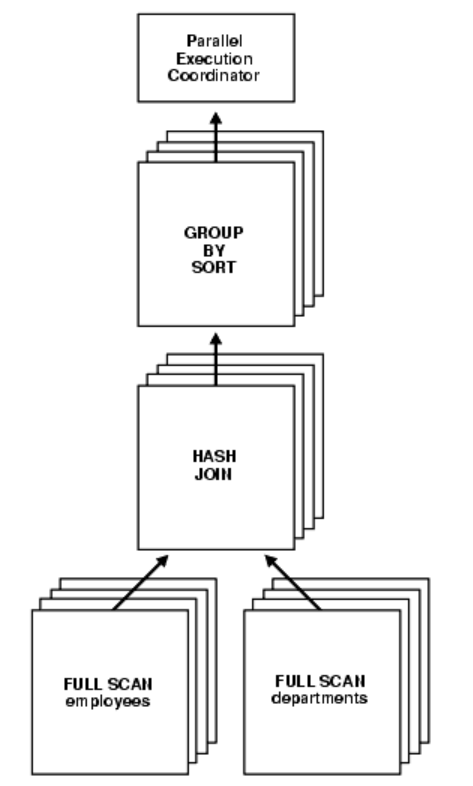 Parallel
Execution
Coordinator
GROUP
BY
SORT
HASH
JOIN
FULL SCAN
employees
FULL SCAN
departments